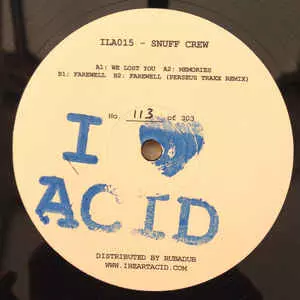 ILA015 - SNUFF CREW
A1: WE LOST YOU A2: MEMORIES
B1: FAREWELL B2: FAREWELL (PERSEUS TRAXX REMIX)
No. 113 of 303
I
ACID
DISTRIBUTED BY RUBADUB
WWW.IHEARTACID.COM